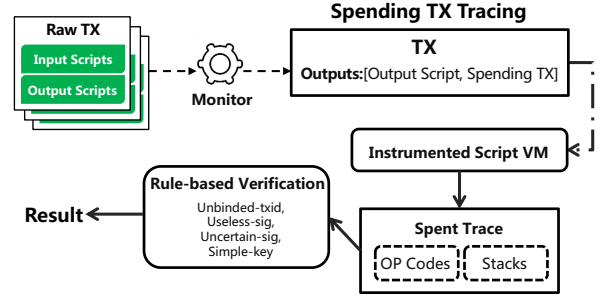 Spending TX Tracing
Raw TX
Input Scripts
Output Scripts
Monitor
TX
Outputs:[Output Script, Spending TX]
Instrumented Script VM
Rule-based Verification
Unbinded-txid,
Useless-sig,
Uncertain-sig,
Simple-key
Result
Spent Trace
OP Codes
Stacks